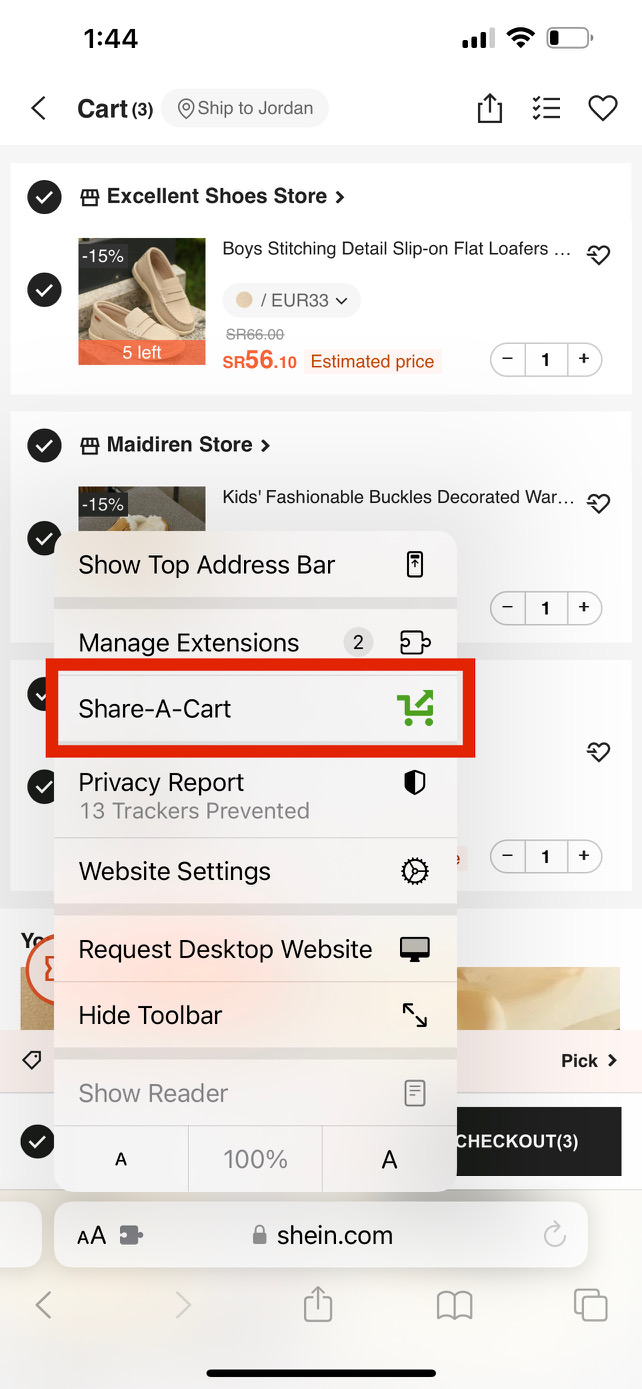 1:44
Cart (3)
Ship to Jordan
Excellent Shoes Store >
-15%
Boys Stitching Detail Slip-on Flat Loafers ...
/ EUR33
SR66.00
5 left
SR56.10 Estimated price
− 1 +
Maidiren Store >
-15%
Kids' Fashionable Buckles Decorated War...
Show Top Address Bar
− 1 +
Manage Extensions 2
Share-A-Cart
Privacy Report
13 Trackers Prevented
− 1 +
Website Settings
Request Desktop Website
Hide Toolbar
Pick >
Show Reader
CHECKOUT(3)
A 100% A
AA shein.com